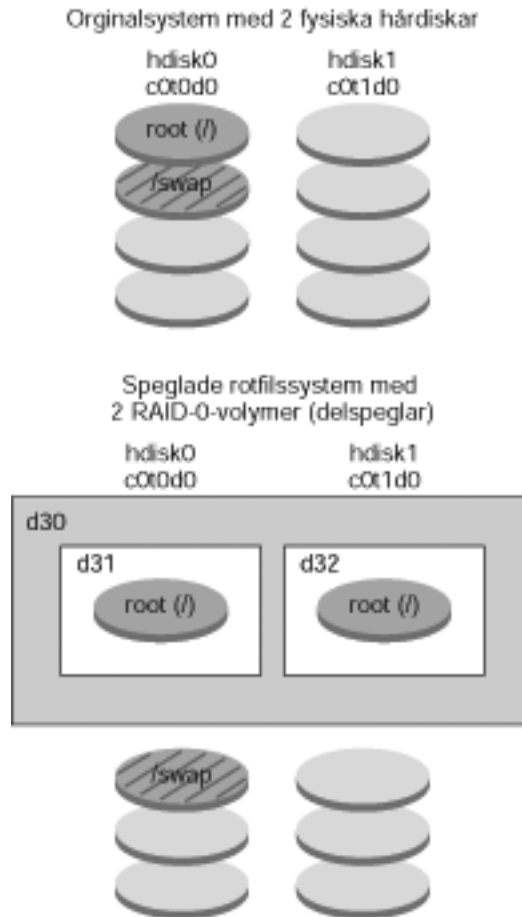 Orginalsystem med 2 fysiska hårdiskar
hdisk0 hdisk1
c0t0d0 c0t1d0
root (/)
/swap
Speglade rotfilssystem med
2 RAID-0-volymer (delspeglar)
hdisk0 hdisk1
c0t0d0 c0t1d0
d30
d31 d32
root (/) root (/)
/swap